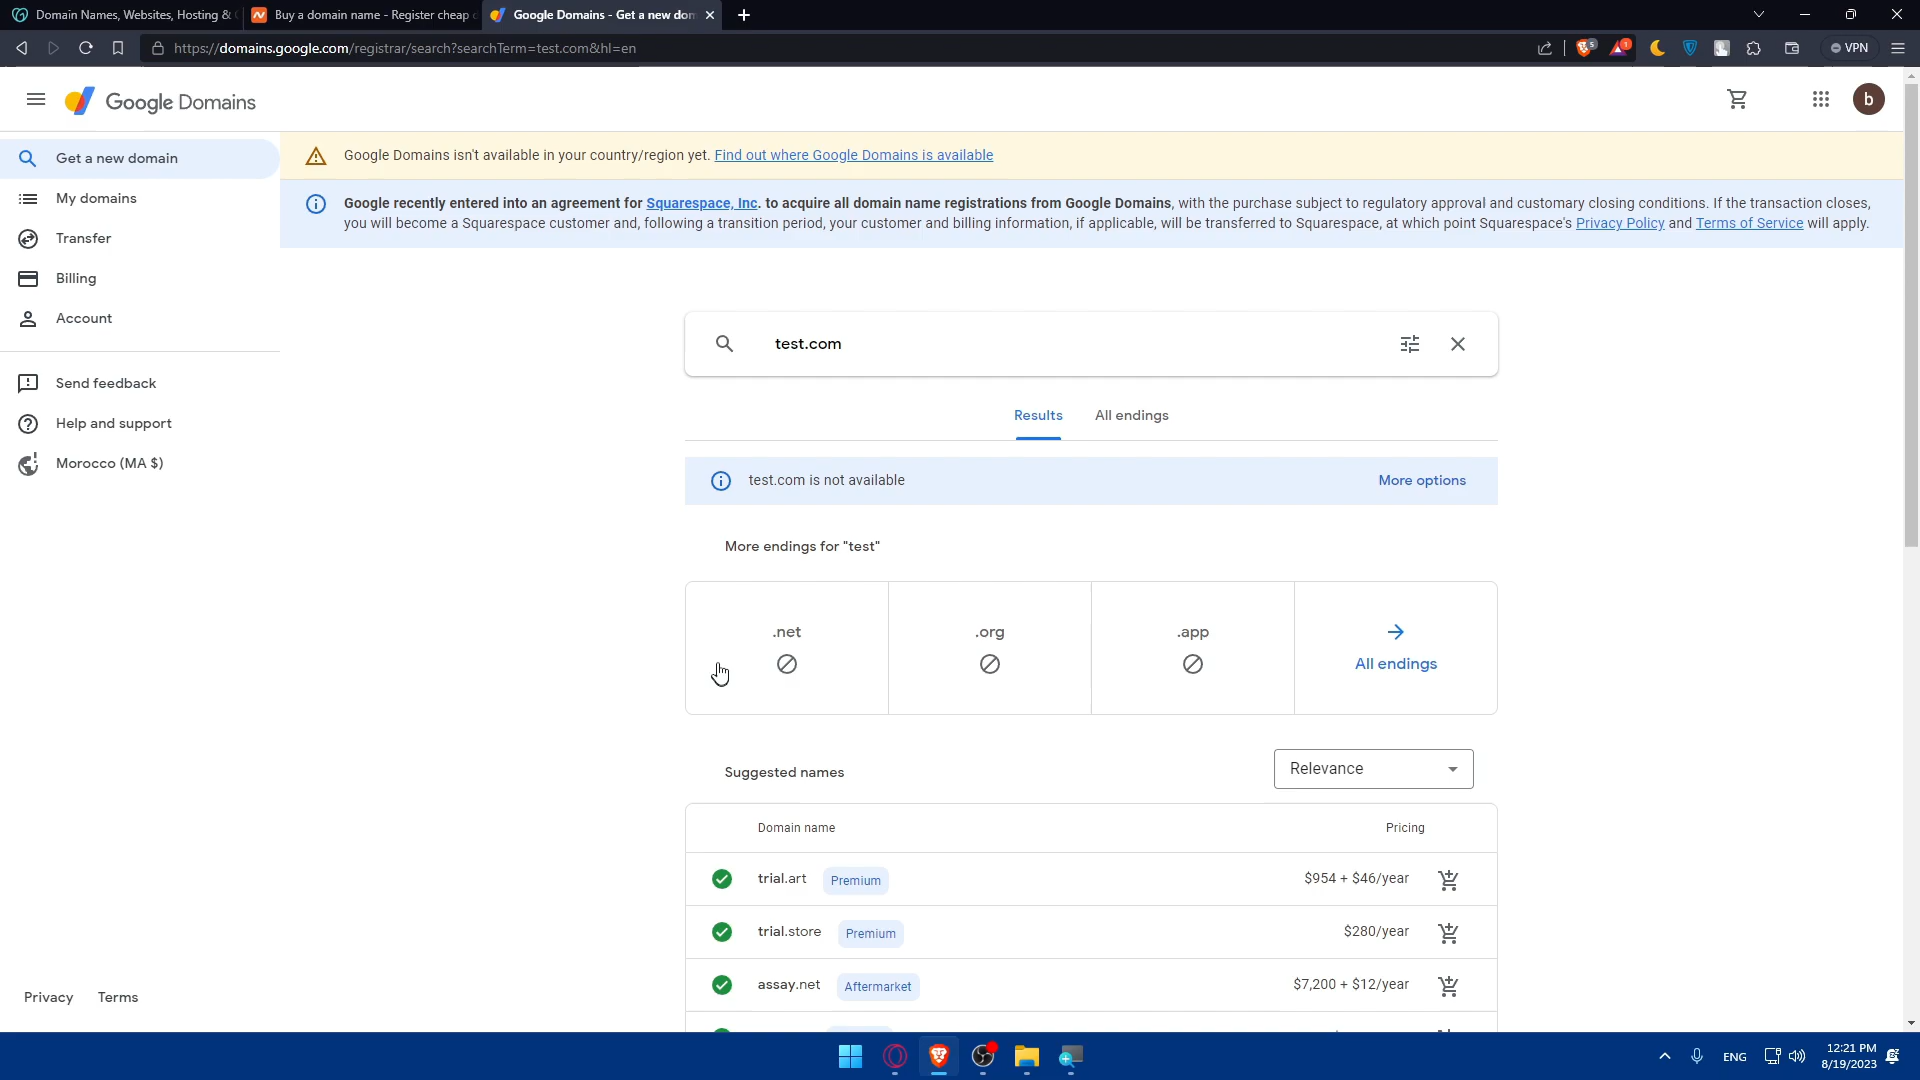 Domain Names, Websites, Hosting &
Buy a domain name - Register cheap
Google Domains - Get a new don
https://domains.google.com/registrar/search?searchTerm=test.com&hl=en
5
1
VPN
Google Domains
b
Get a new domain
My domains
Transfer
Billing
Account
Send feedback
Help and support
Morocco (MA $)
Google Domains isn't available in your country/region yet. Find out where Google Domains is available
Google recently entered into an agreement for Squarespace, Inc. to acquire all domain name registrations from Google Domains, with the purchase subject to regulatory approval and customary closing conditions. If the transaction closes,
you will become a Squarespace customer and, following a transition period, your customer and billing information, if applicable, will be transferred to Squarespace, at which point Squarespace's Privacy Policy and Terms of Service will apply.
test.com
Results All endings
test.com is not available More options
More endings for "test"
.net .org .app
All endings
Suggested names Relevance
Domain name Pricing
trial.art Premium $954 + $46/year
trial.store Premium $280/year
assay.net Aftermarket $7,200 + $12/year
Privacy Terms
ENG
12:21 PM
8/19/2023